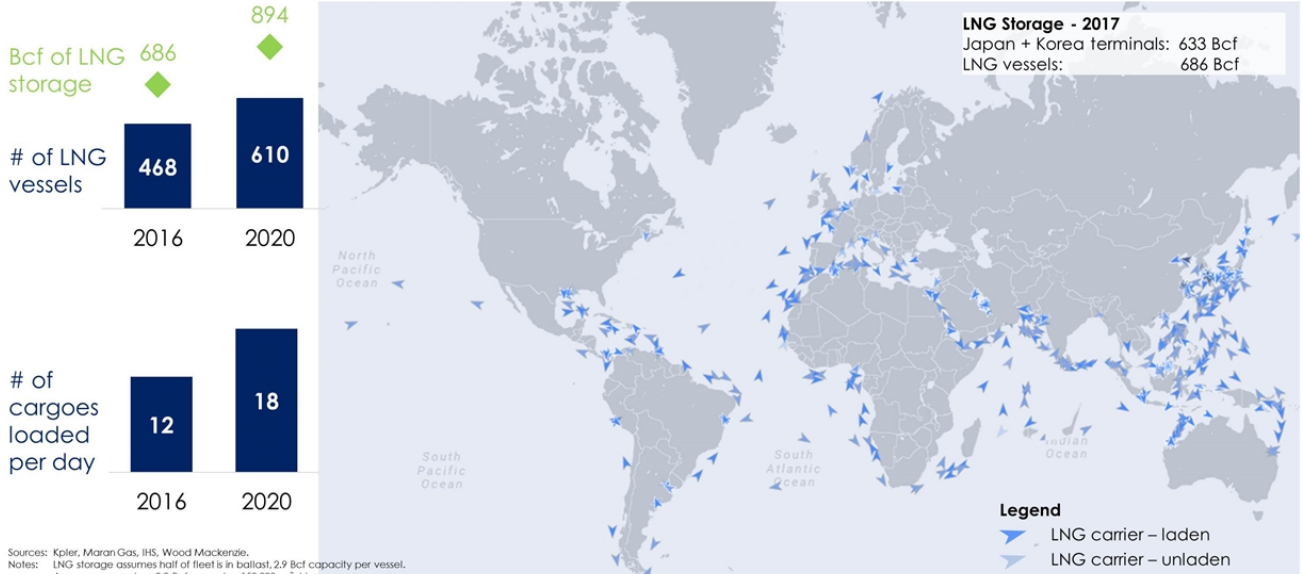 894
Bcf of LNG 686
storage
# of LNG
vessels
468
610
2016 2020
# of
cargoes
loaded
per day
12
18
2016 2020
Sources: Kpler, Maran Gas, IHS, Wood Mackenzie.
Notes: LNG storage assumes half of fleet is in ballast, 2.9 Bcf capacity per vessel.
LNG Storage - 2017
Japan + Korea terminals: 633 Bcf
LNG vessels: 686 Bcf
North
Pacific
Ocean
South
Pacific
Ocean
South
Atlantic
Ocean
Indian
Ocean
Legend
LNG carrier – laden
LNG carrier – unladen